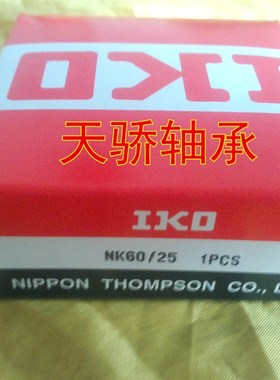 IKO
天骄轴承
IKO
NK60/25 1PCS
NIPPON THOMPSON CO.,